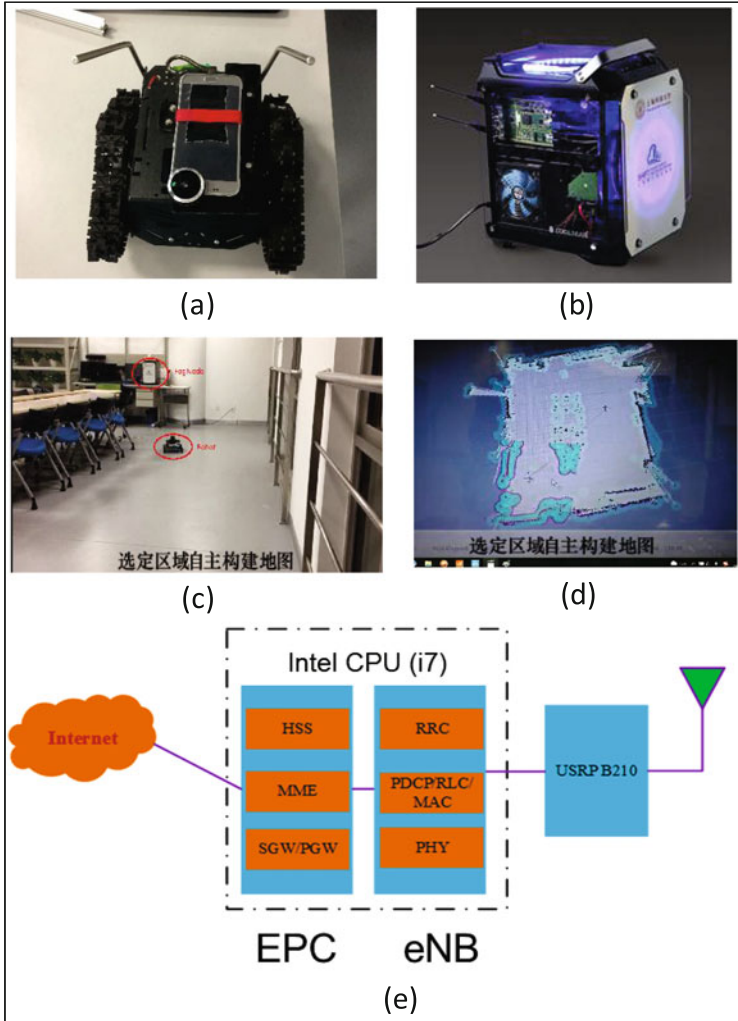 (a)
(b)
Robot
选定区域自主构建地图
(c)
选定区域自主构建地图
(d)
Intel CPU (i7)
Internet
HSS
MME
SGW/PGW
RRC
PDCP/RLC/
MAC
PHY
USRP B210
EPC
eNB
(e)